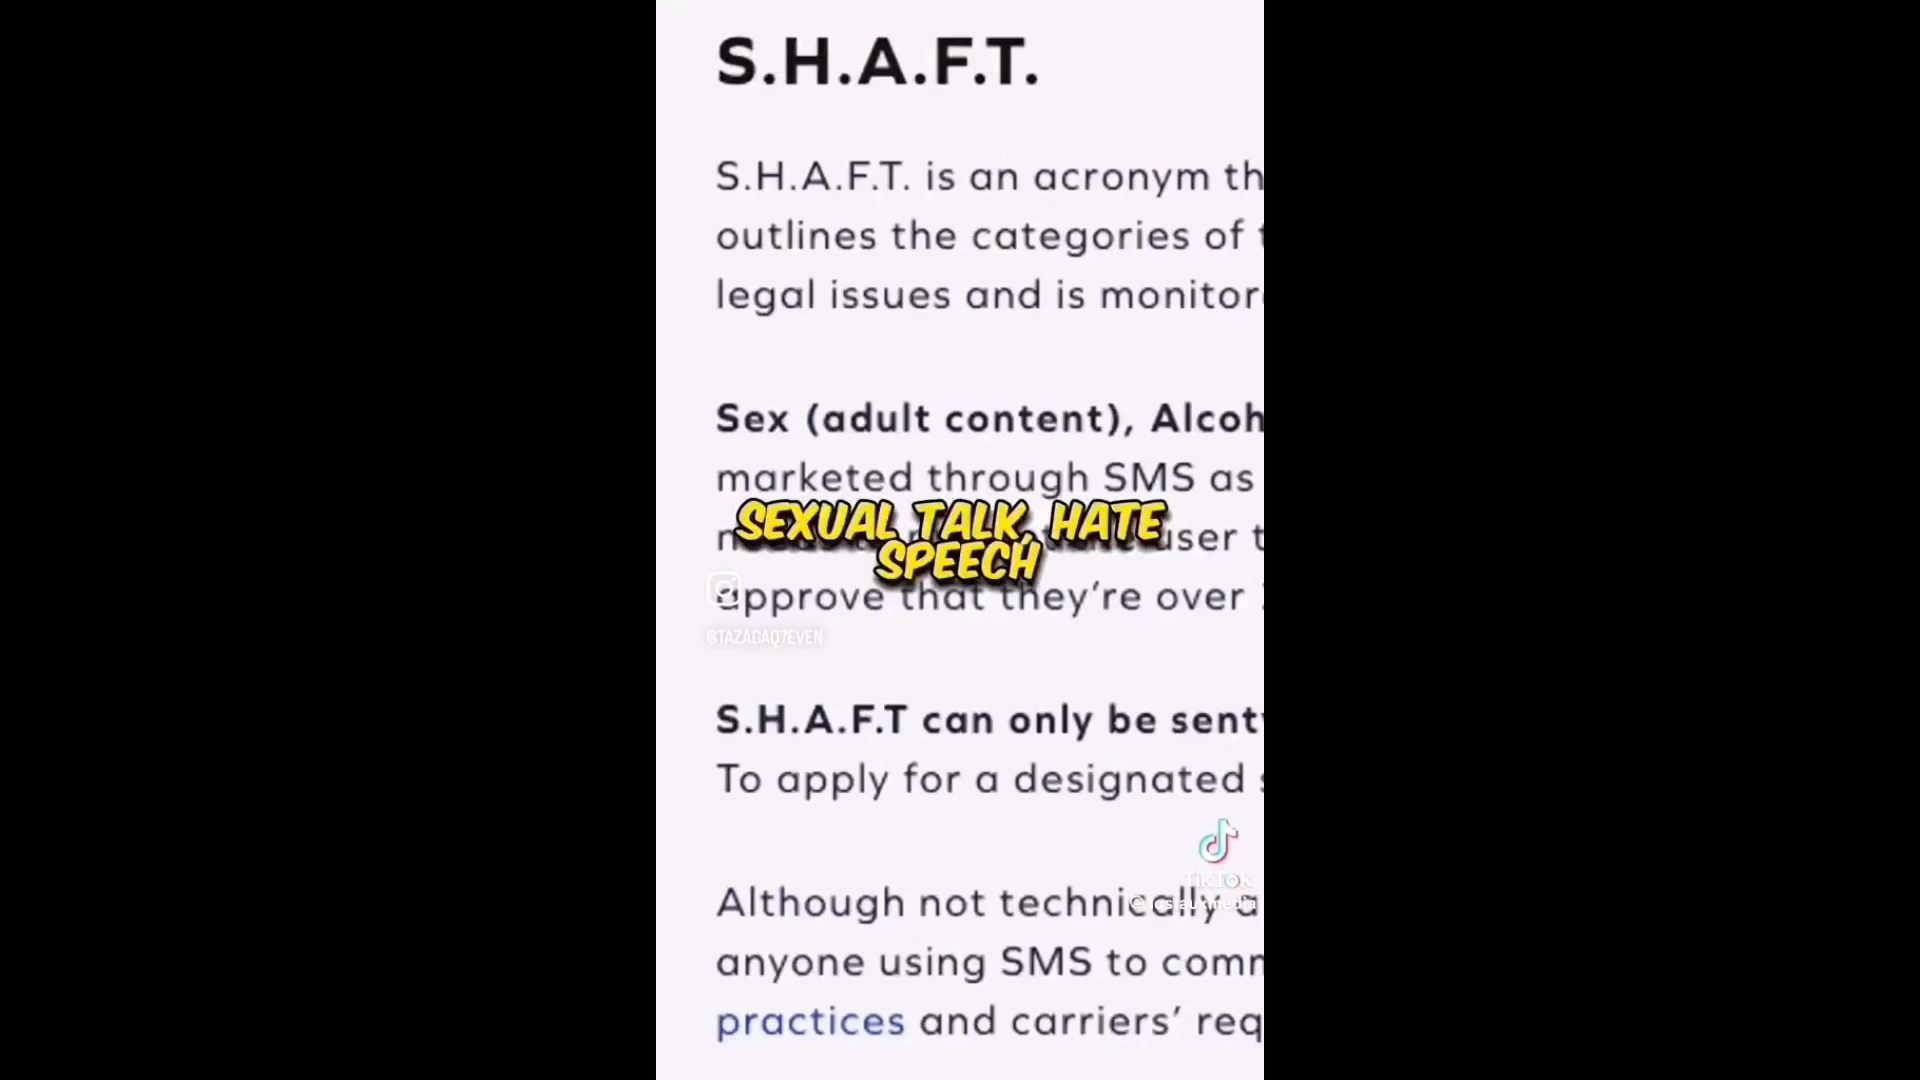 S.H.A.F.T.
S.H.A.F.T. is an acronym th
outlines the categories of
legal issues and is monitor
Sex (adult content), Alcoh
marketed through SMS as
SEXUAL TALK, HATE
SPEECH
user t
approve that they’re over
@TAZADAQ7EVEN
S.H.A.F.T can only be sent
To apply for a designated
TikTok
Although not technically a
anyone using SMS to comm
practices and carriers’ req